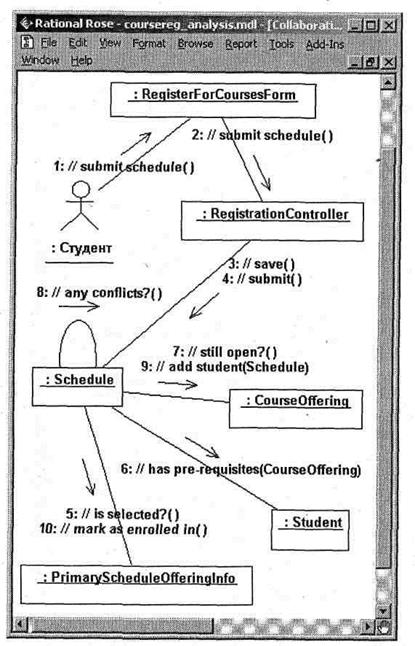 Rational Rose - coursereg_analysis.mdl - [Collaborati...
File Edit View Format Browse Report Tools Add-Ins
Window Help
: RegisterForCoursesForm
2: // submit schedule( )
1: // submit schedule( )
: RegistrationController
: Студент
3: // save( )
4: // submit( )
8: // any conflicts?( )
7: // still open?( )
9: // add student(Schedule)
: Schedule
: CourseOffering
6: // has pre-requisites(CourseOffering)
5: // is selected?( )
10: // mark as enrolled in( )
: Student
: PrimaryScheduleOfferingInfo